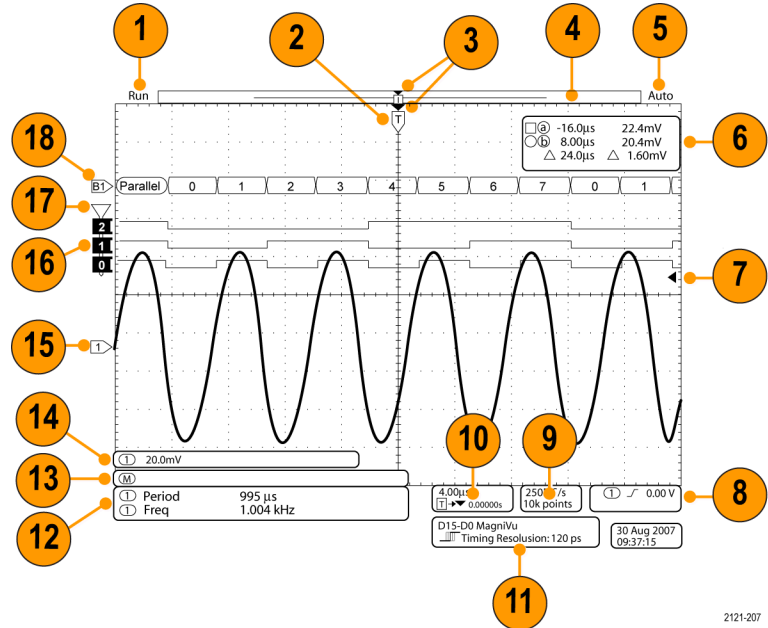 1
2
3
4
5
Run
Auto
T
a -16.0µs 22.4mV
b 8.00µs 20.4mV
△ 24.0µs △ 1.60mV
6
18
B1
Parallel 0 1 2 3 4 5 6 7 0 1
17
2
16
1
0
7
15
1
14
1 20.0mV
10
9
13
M
4.00µs
10k points
1 0.00 V
8
12
1 Period 995 µs
1 Freq 1.004 kHz
T 0.00000s
D15-D0 MagniVu
Timing Resolution: 120 ps
30 Aug 2007
09:37:15
11
2121-207